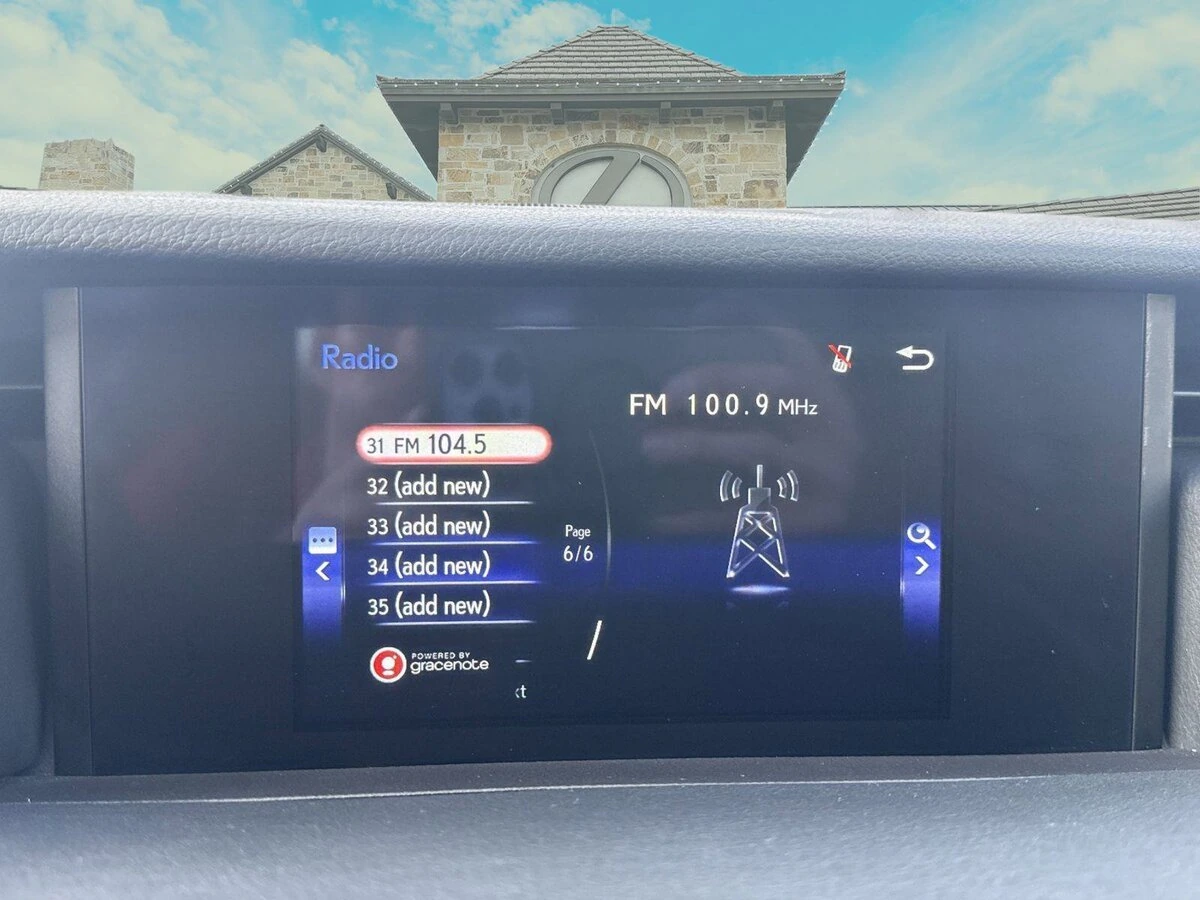 Radio
FM 100.9 MHz
31 FM 104.5
32 (add new)
33 (add new)
34 (add new)
35 (add new)
Page
6/6
POWERED BY
gracenote